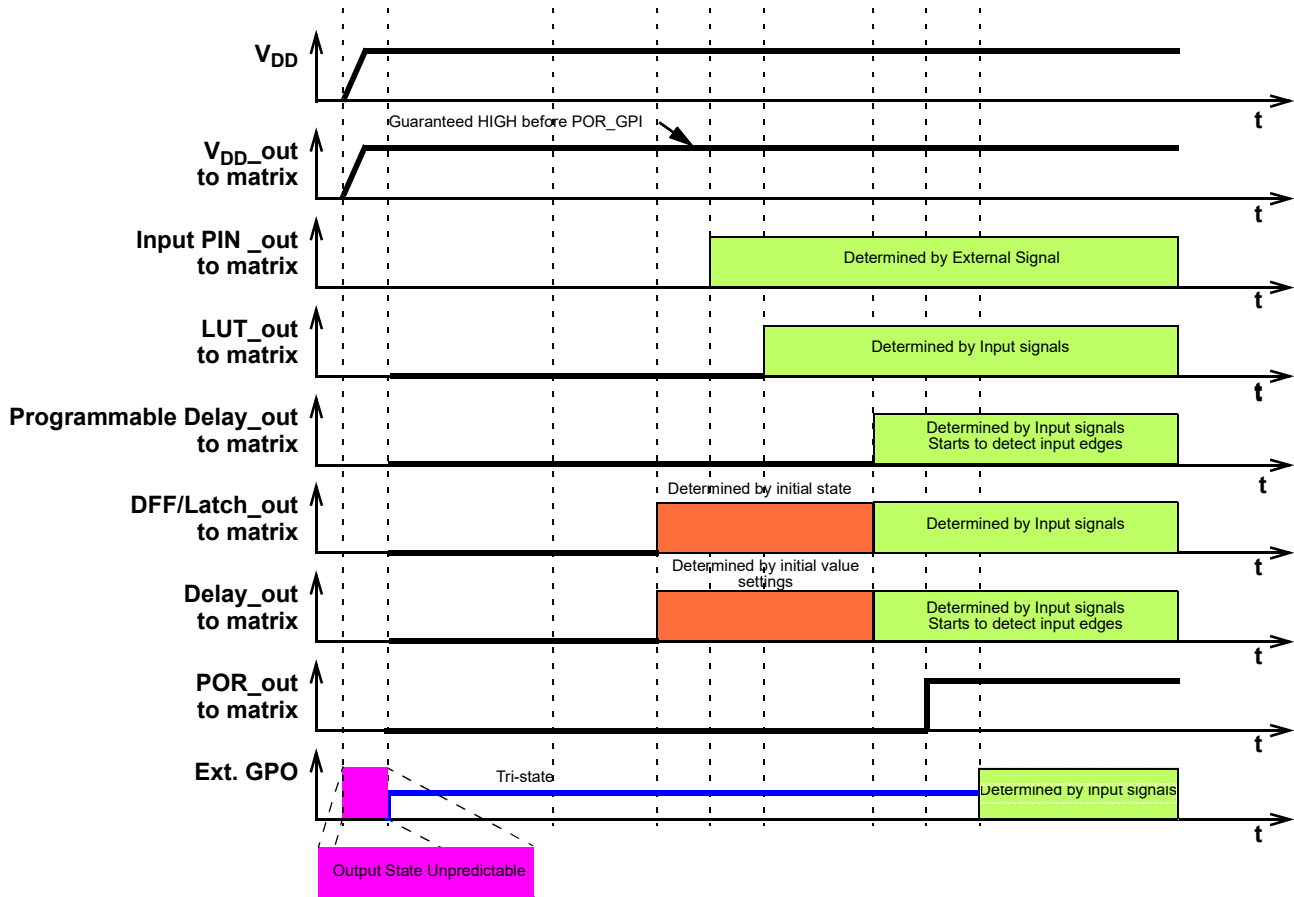 VDD
t
Guaranteed HIGH before POR_GPI
VDD_out
to matrix
t
Input PIN _out
to matrix
Determined by External Signal
t
LUT_out
to matrix
Determined by Input signals
t
Programmable Delay_out
to matrix
Determined by Input signals
Starts to detect input edges
t
Determined by initial state
DFF/Latch_out
to matrix
Determined by Input signals
t
Determined by initial value
settings
Delay_out
to matrix
Determined by Input signals
Starts to detect input edges
t
POR_out
to matrix
t
Ext. GPO
Tri-state
Determined by input signals
t
Output State Unpredictable